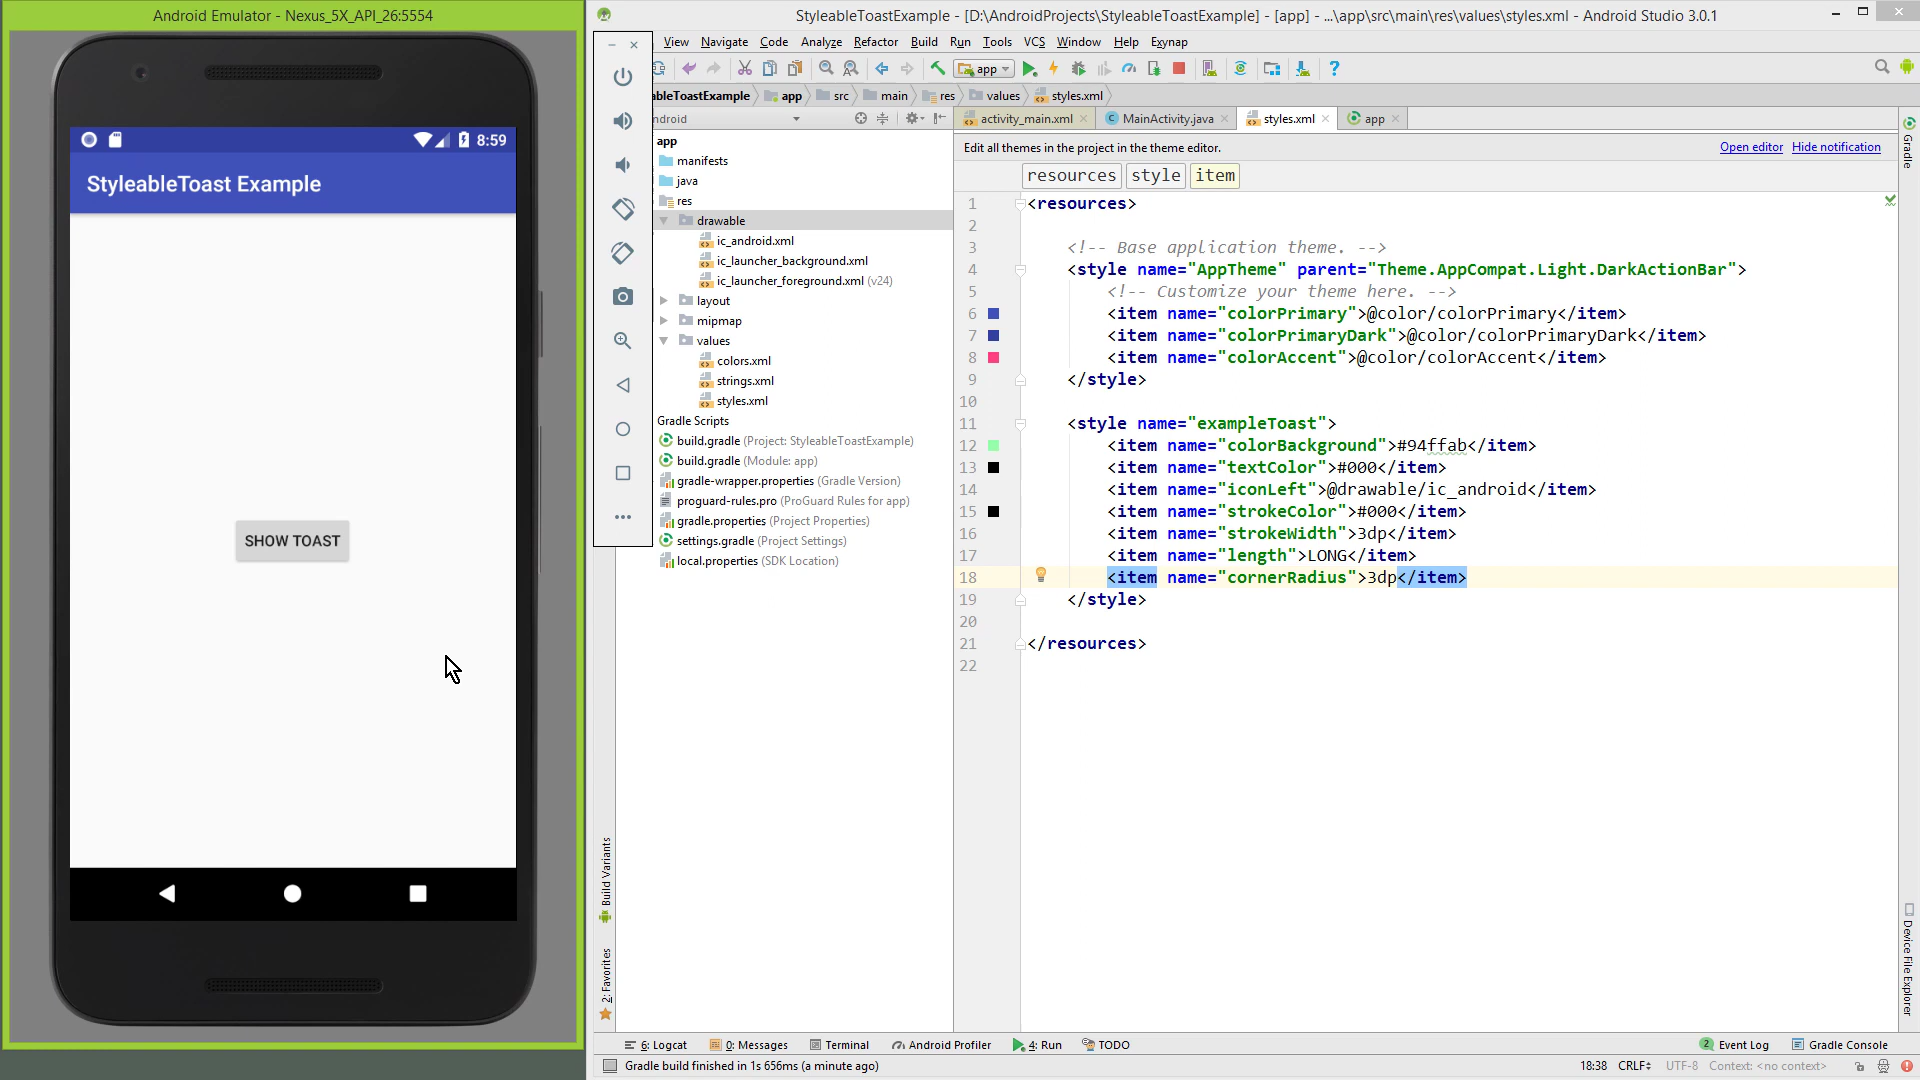 Android Emulator - Nexus_5X_API_26:5554
8:59
StyleableToast Example
SHOW TOAST
StyleableToastExample - [D:\AndroidProjects\StyleableToastExample] - [app] - ...\app\src\main\res\values\styles.xml - Android Studio 3.0.1
View Navigate Code Analyze Refactor Build Run Tools VCS Window Help Exynap
app
ableToastExample app src main res values styles.xml
ndroid
activity_main.xml MainActivity.java styles.xml app
Edit all themes in the project in the theme editor. Open editor Hide notification
resources style item
app
manifests
java
res
drawable
ic_android.xml
ic_launcher_background.xml
ic_launcher_foreground.xml (v24)
layout
mipmap
values
colors.xml
strings.xml
styles.xml
Gradle Scripts
build.gradle (Project: StyleableToastExample)
build.gradle (Module: app)
gradle-wrapper.properties (Gradle Version)
proguard-rules.pro (ProGuard Rules for app)
gradle.properties (Project Properties)
settings.gradle (Project Settings)
local.properties (SDK Location)
1 <resources>
2
3 <!-- Base application theme. -->
4 <style name="AppTheme" parent="Theme.AppCompat.Light.DarkActionBar">
5 <!-- Customize your theme here. -->
6 <item name="colorPrimary">@color/colorPrimary</item>
7 <item name="colorPrimaryDark">@color/colorPrimaryDark</item>
8 <item name="colorAccent">@color/colorAccent</item>
9 </style>
10
11 <style name="exampleToast">
12 <item name="colorBackground">#94ffab</item>
13 <item name="textColor">#000</item>
14 <item name="iconLeft">@drawable/ic_android</item>
15 <item name="strokeColor">#000</item>
16 <item name="strokeWidth">3dp</item>
17 <item name="length">LONG</item>
18 <item name="cornerRadius">3dp</item>
19 </style>
20
21 </resources>
22
Build Variants
2: Favorites
Gradle
Device File Explorer
6: Logcat 0: Messages Terminal Android Profiler 4: Run TODO 2 Event Log Gradle Console
Gradle build finished in 1s 656ms (a minute ago) 18:38 CRLF UTF-8 Context: <no context>